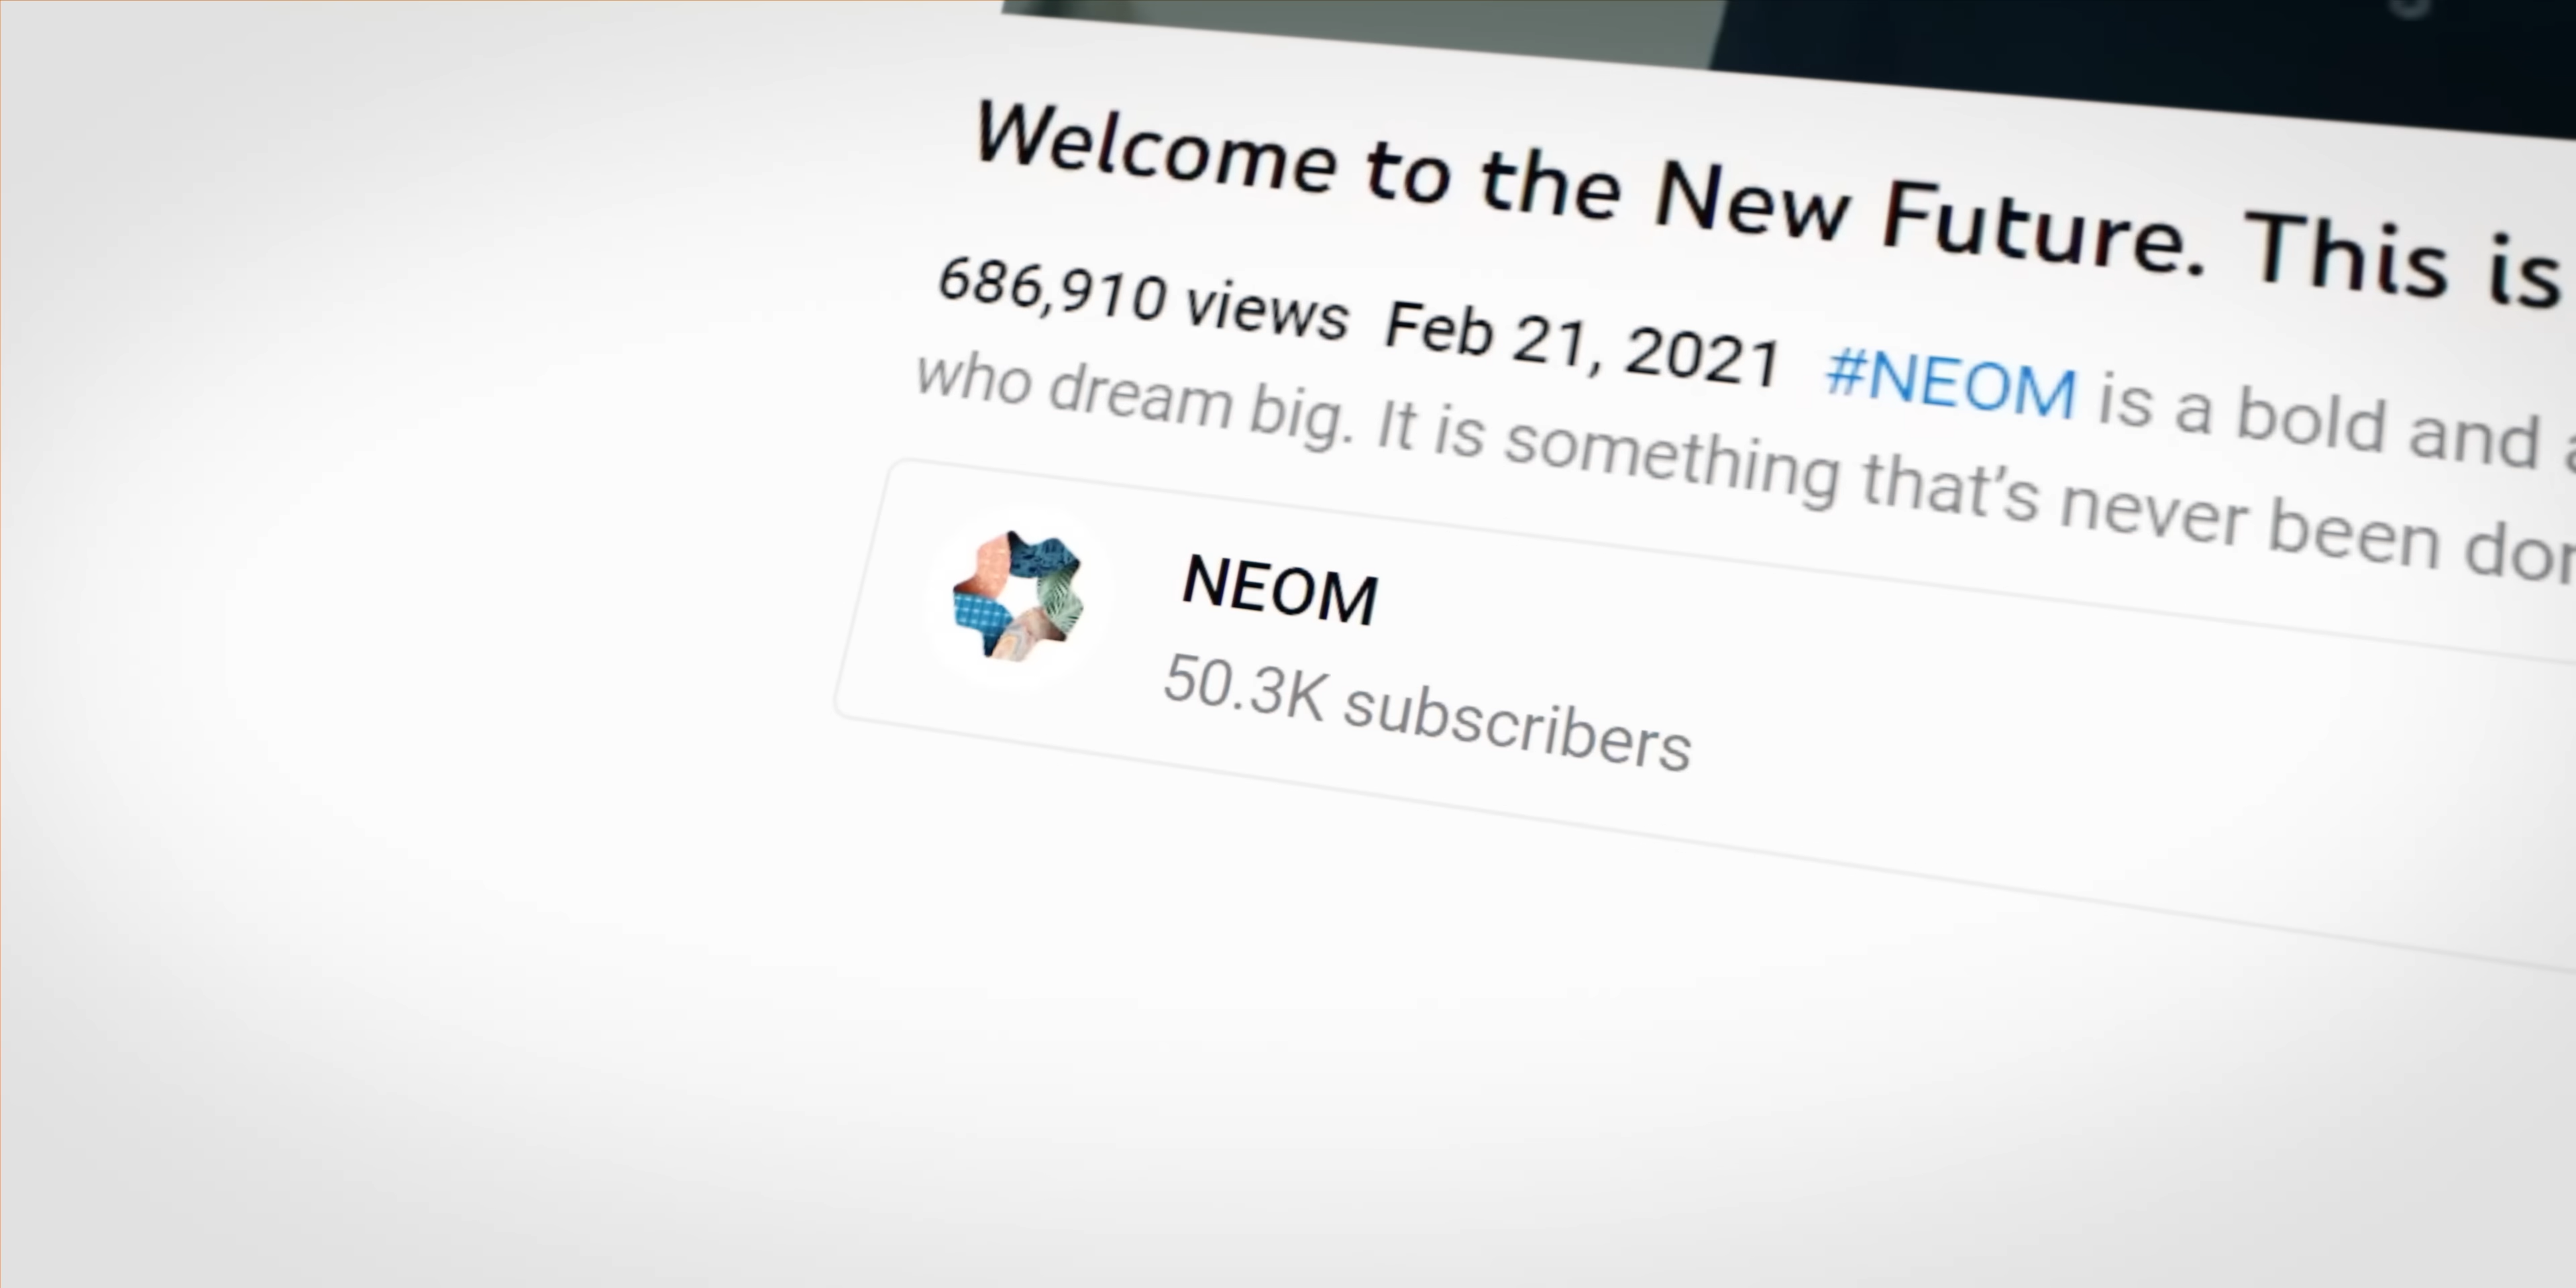 Welcome to the New Future. This is
686,910 views Feb 21, 2021 #NEOM is a bold and
who dream big. It is something that's never been
NEOM
50.3K subscribers